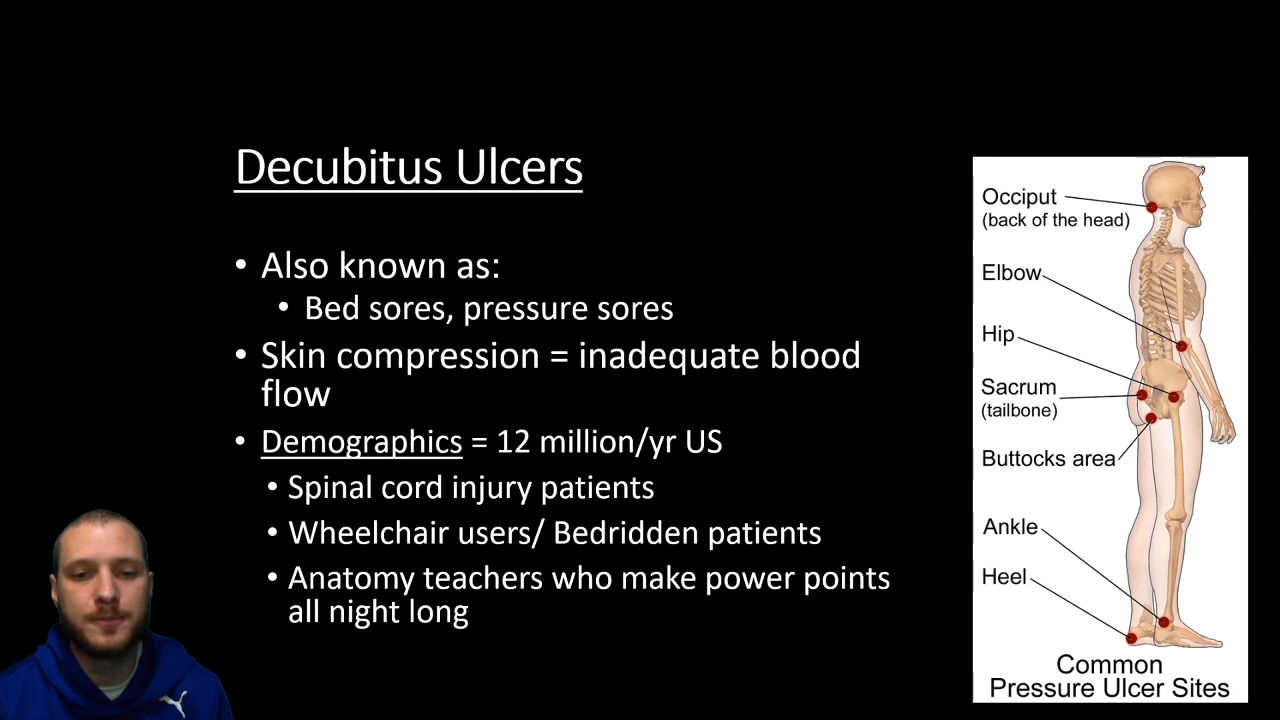 Decubitus Ulcers
• Also known as:
• Bed sores, pressure sores
• Skin compression = inadequate blood
flow
• Demographics = 12 million/yr US
• Spinal cord injury patients
• Wheelchair users/ Bedridden patients
• Anatomy teachers who make power points
all night long
Occiput
(back of the head)
Elbow
Hip
Sacrum
(tailbone)
Buttocks area
Ankle
Heel
Common
Pressure Ulcer Sites